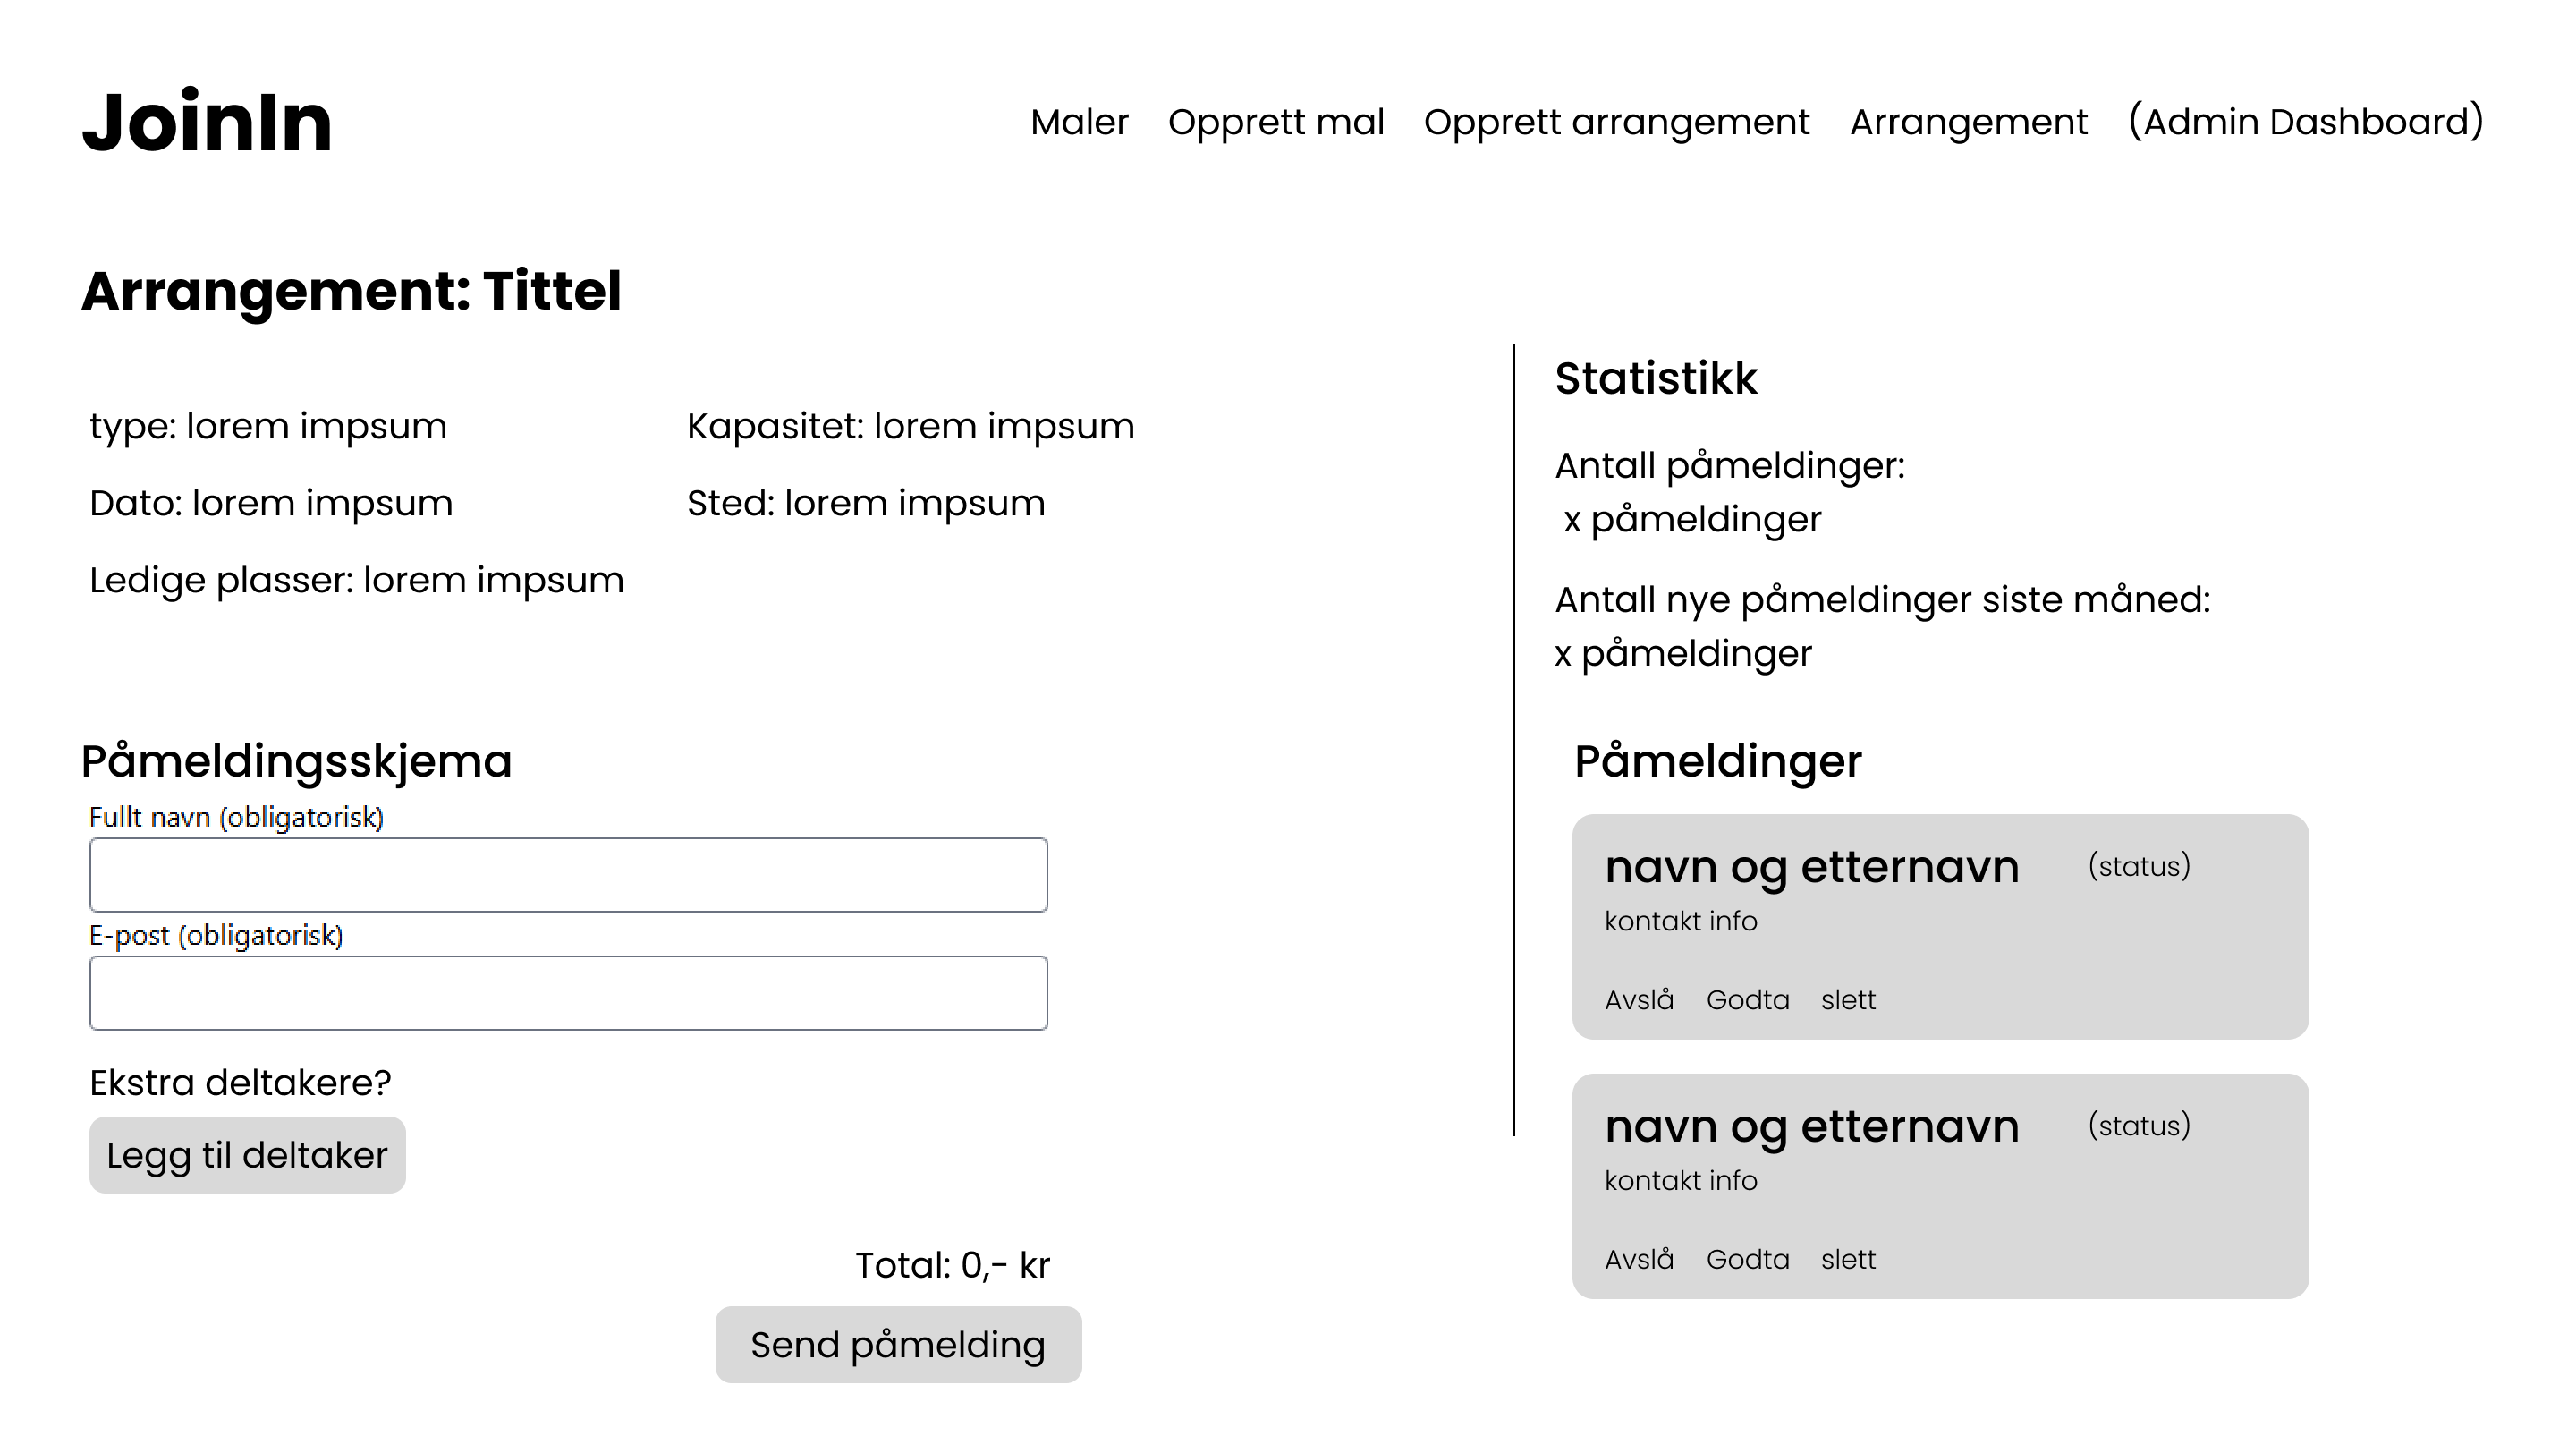 JoinIn
Maler Opprett mal Opprett arrangement Arrangement (Admin Dashboard)
Arrangement: Tittel
type: lorem impsum
Kapasitet: lorem impsum
Dato: lorem impsum
Sted: lorem impsum
Ledige plasser: lorem impsum
Påmeldingsskjema
Fullt navn (obligatorisk)
E-post (obligatorisk)
Ekstra deltakere?
Legg til deltaker
Total: 0,- kr
Send påmelding
Statistikk
Antall påmeldinger:
x påmeldinger
Antall nye påmeldinger siste måned:
x påmeldinger
Påmeldinger
navn og etternavn (status)
kontakt info
Avslå Godta slett
navn og etternavn (status)
kontakt info
Avslå Godta slett